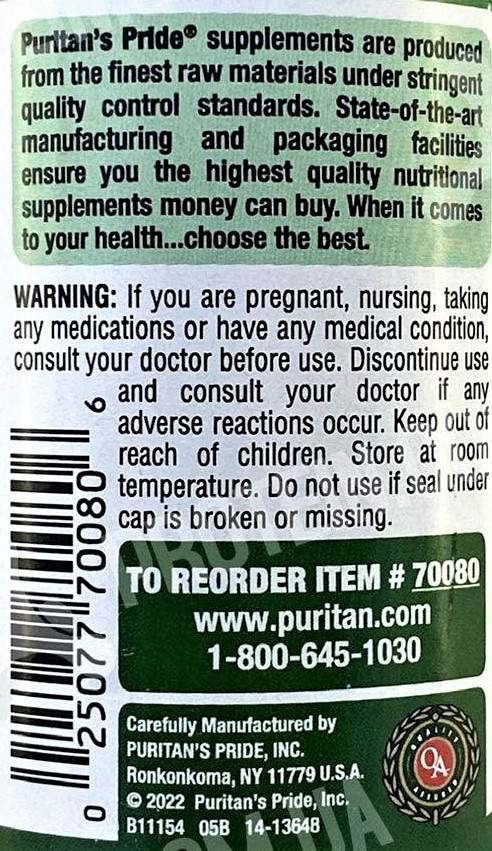 Puritan's Pride® supplements are produced
from the finest raw materials under stringent
quality control standards. State-of-the-art
manufacturing and packaging facilities
ensure you the highest quality nutritional
supplements money can buy. When it comes
to your health...choose the best.
WARNING: If you are pregnant, nursing, taking
any medications or have any medical condition,
consult your doctor before use. Discontinue use
and consult your doctor if any
adverse reactions occur. Keep out of
reach of children. Store at room
temperature. Do not use if seal under
cap is broken or missing.
0 25077 70080 6
TO REORDER ITEM # 70080
www.puritan.com
1-800-645-1030
Carefully Manufactured by
PURITAN'S PRIDE, INC.
Ronkonkoma, NY 11779 U.S.A.
© 2022 Puritan's Pride, Inc.
B11154 05B 14-13648
QUALITY
QA
ASSURED